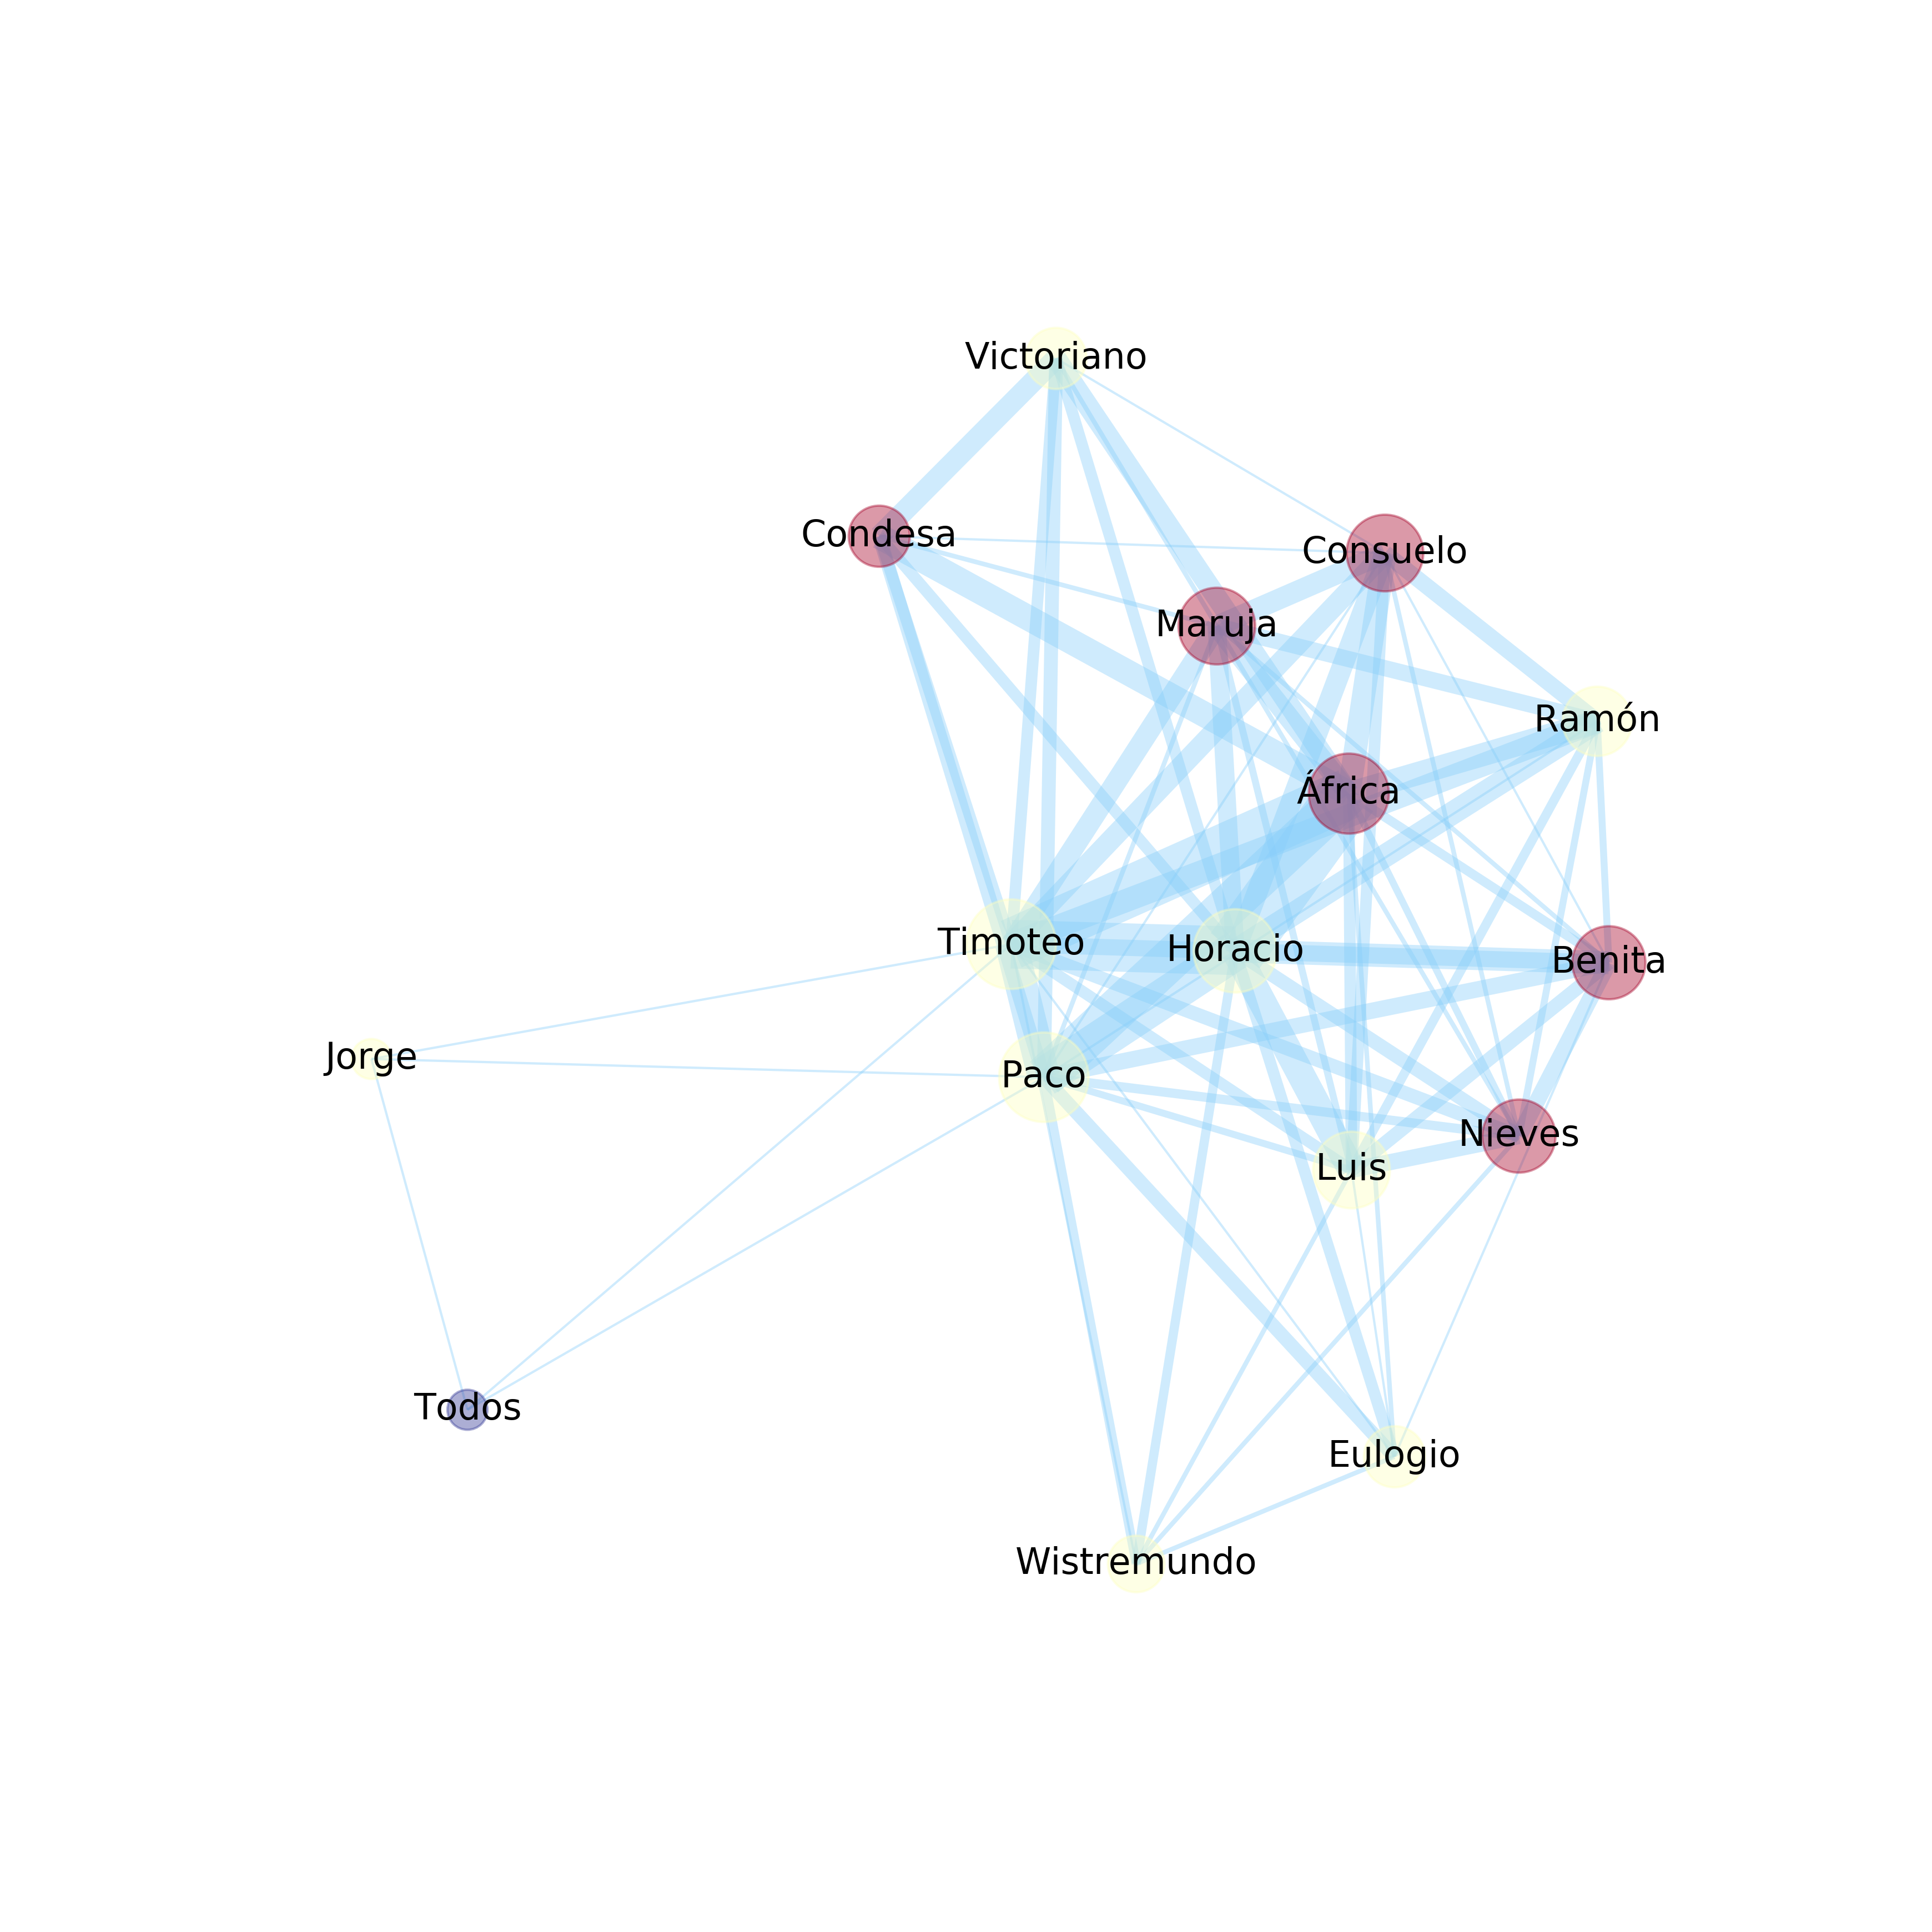 Victoriano
Condesa
Consuelo
Maruja
Ramón
África
Timoteo
Horacio
Benita
Jorge
Paco
Nieves
Luis
Todos
Eulogio
Wistremundo